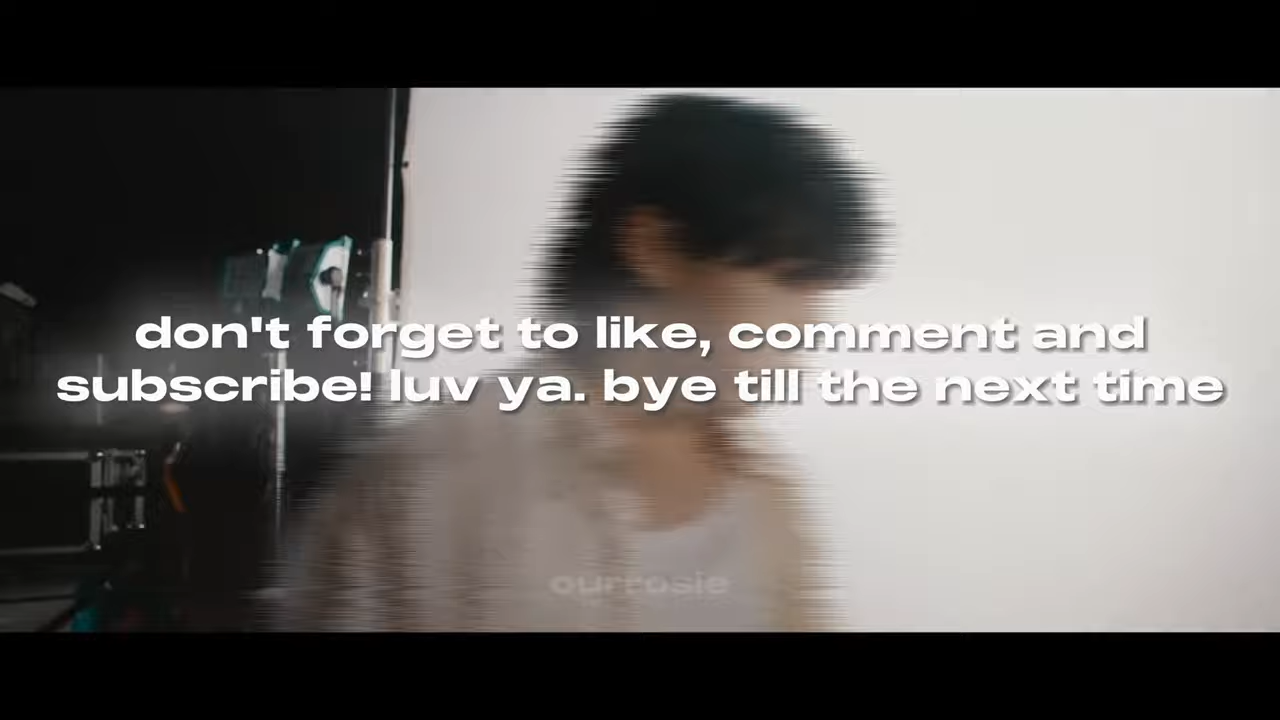 don't forget to like, comment and
subscribe! luv ya. bye till the next time
ourrosie